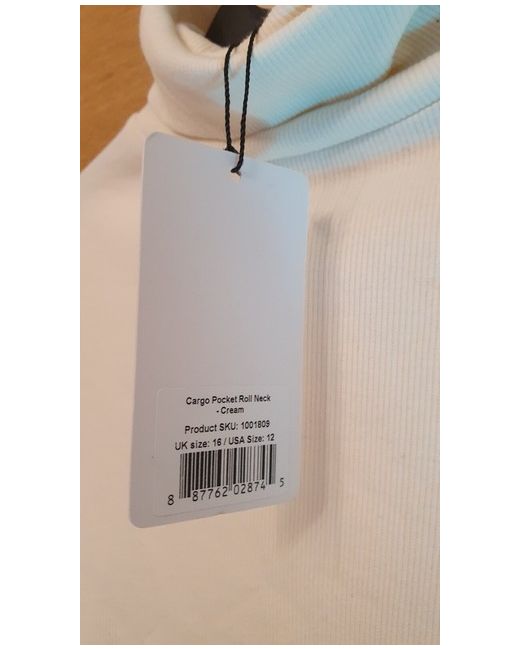 Cargo Pocket Roll Neck
- Cream
Product SKU: 1001809
UK size: 16 / USA Size: 12
8 87762 02874 5